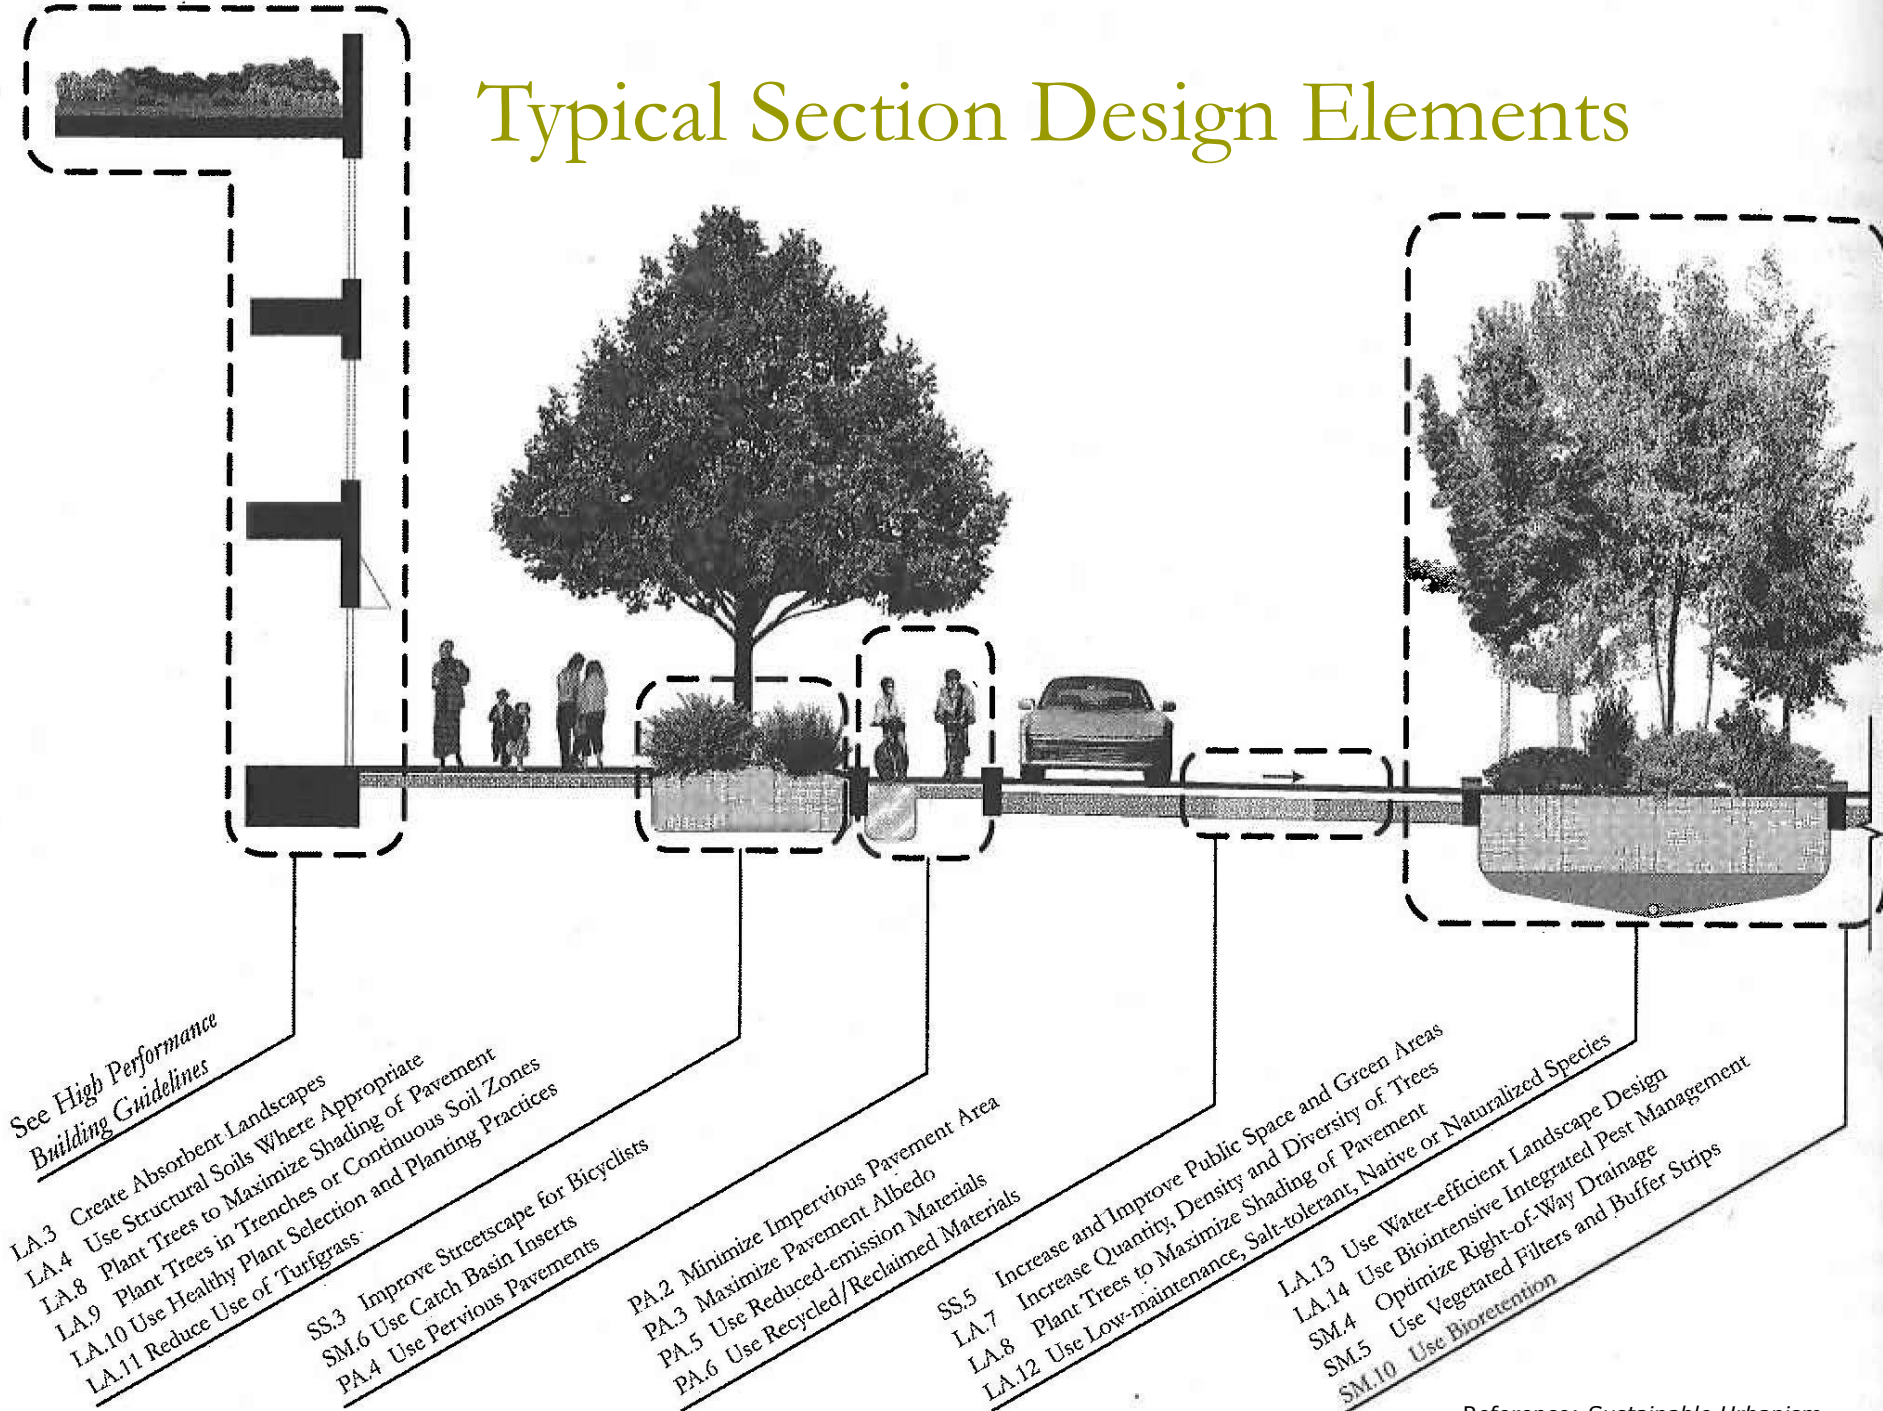 Typical Section Design Elements
See High Performance
Building Guidelines
LA.3 Create Absorbent Landscapes
LA.4 Use Structural Soils Where Appropriate
LA.8 Plant Trees to Maximize Shading of Pavement
LA.9 Plant Trees in Trenches or Continuous Soil Zones
LA.10 Use Healthy Plant Selection and Planting Practices
LA.11 Reduce Use of Turfgrass
SS.3 Improve Streetscape for Bicyclists
SM.6 Use Catch Basin Inserts
PA.4 Use Pervious Pavements
PA.2 Minimize Impervious Pavement Area
PA.3 Maximize Pavement Albedo
PA.5 Use Reduced-emission Materials
PA.6 Use Recycled/Reclaimed Materials
SS.5 Increase and Improve Public Space and Green Areas
LA.7 Increase Quantity, Density and Diversity of Trees
LA.8 Plant Trees to Maximize Shading of Pavement
LA.12 Use Low-maintenance, Salt-tolerant, Native or Naturalized Species
LA.13 Use Water-efficient Landscape Design
LA.14 Use Biointensive Integrated Pest Management
SM.4 Optimize Right-of-Way Drainage
SM.5 Use Vegetated Filters and Buffer Strips
SM.10 Use Bioretention
Reference: Sustainable Urbanism